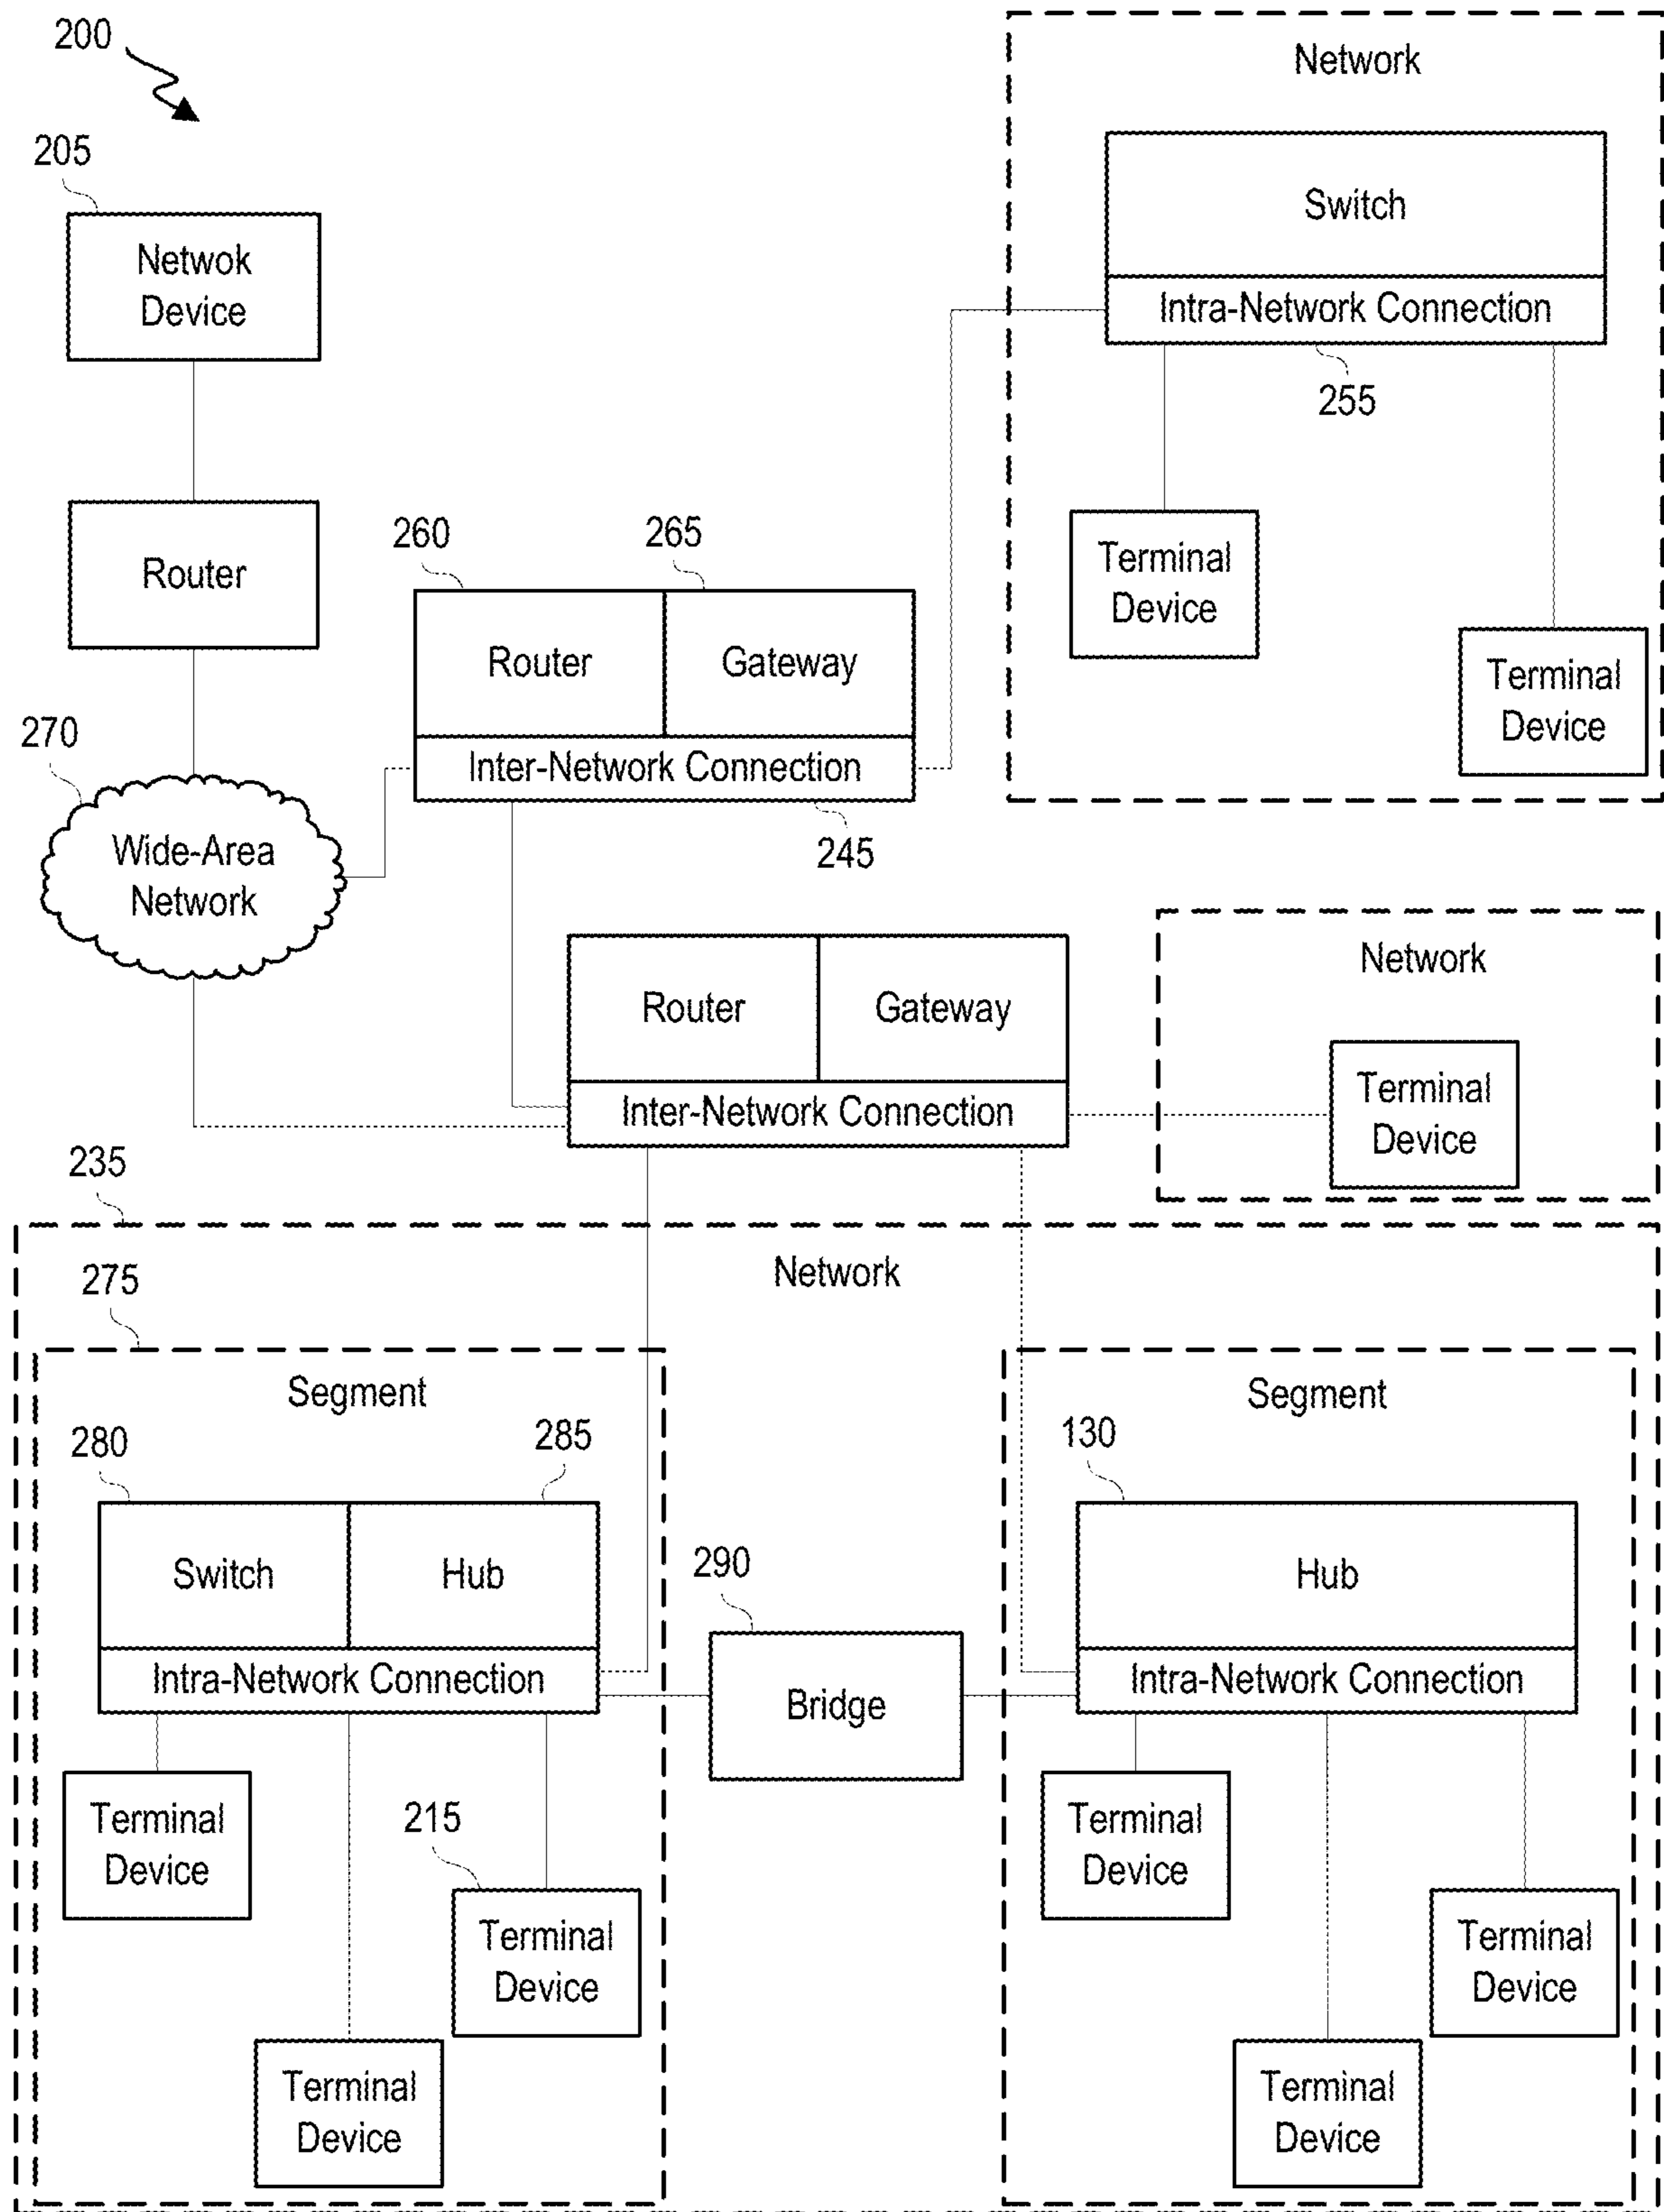 200
Network
205
Switch
Netwok
Device
Intra-Network Connection
255
Router
260
265
Terminal
Device
Router
Gateway
Terminal
Device
270
Inter-Network Connection
Wide-Area
Network
245
Network
Router
Gateway
Terminal
Device
Inter-Network Connection
235
Network
275
Segment
Segment
280
285
130
Switch
Hub
290
Hub
Intra-Network Connection
Bridge
Intra-Network Connection
Terminal
Device
215
Terminal
Device
Terminal
Device
Terminal
Device
Terminal
Device
Terminal
Device